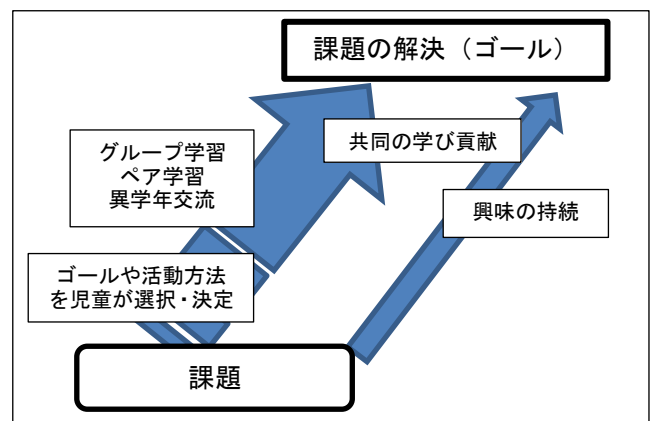 課題の解決（ゴール）
グループ学習
ペア学習
異学年交流
共同の学び貢献
興味の持続
ゴールや活動方法
を児童が選択・決定
課題